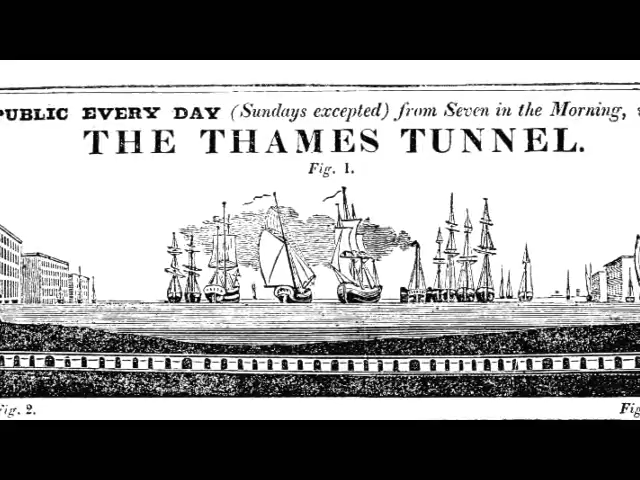 PUBLIC EVERY DAY (Sundays excepted) from Seven in the Morning,
THE THAMES TUNNEL.
Fig. 1.
Fig. 2.
Fig